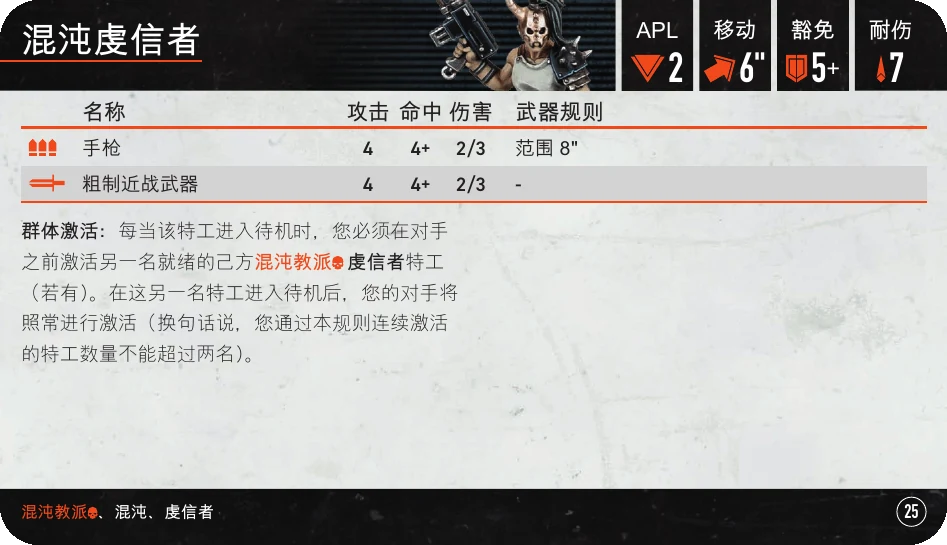 混沌虔信者
APL 移动 豁免 耐伤
2 6" 5+ 7
名称 攻击 命中 伤害 武器规则
手枪 4 4+ 2/3 范围 8"
粗制近战武器 4 4+ 2/3 -
群体激活：每当该特工进入待机时，您必须在对手
之前激活另一名就绪的己方混沌教派 虔信者特工
（若有）。在这另一名特工进入待机后，您的对手将
照常进行激活（换句话说，您通过本规则连续激活
的特工数量不能超过两名）。
混沌教派、混沌、虔信者
25